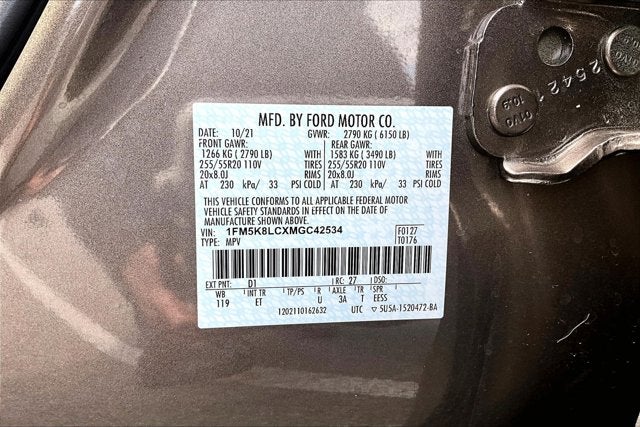 MFD. BY FORD MOTOR CO.
DATE: 10/21 GVWR: 2790 KG ( 6150 LB)
FRONT GAWR: REAR GAWR:
1266 KG ( 2790 LB) WITH 1583 KG ( 3490 LB) WITH
255/55R20 110V TIRES 255/55R20 110V TIRES
20x8.0J RIMS 20x8.0J RIMS
AT 230 kPa/ 33 PSI COLD AT 230 kPa/ 33 PSI COLD
THIS VEHICLE CONFORMS TO ALL APPLICABLE FEDERAL MOTOR
VEHICLE SAFETY STANDARDS IN EFFECT ON THE DATE OF
MANUFACTURE SHOWN ABOVE.
VIN: 1FM5K8LCXMGC42534 F0127
TYPE: MPV T0176
EXT PNT: D1 RC: 27 DSO:
WB INT TR TP/PS R AXLE TR SPR
119 ET U 3A T EESS
1202110162632 UTC 5USA-1520472-BA
25421
01V0
10.9